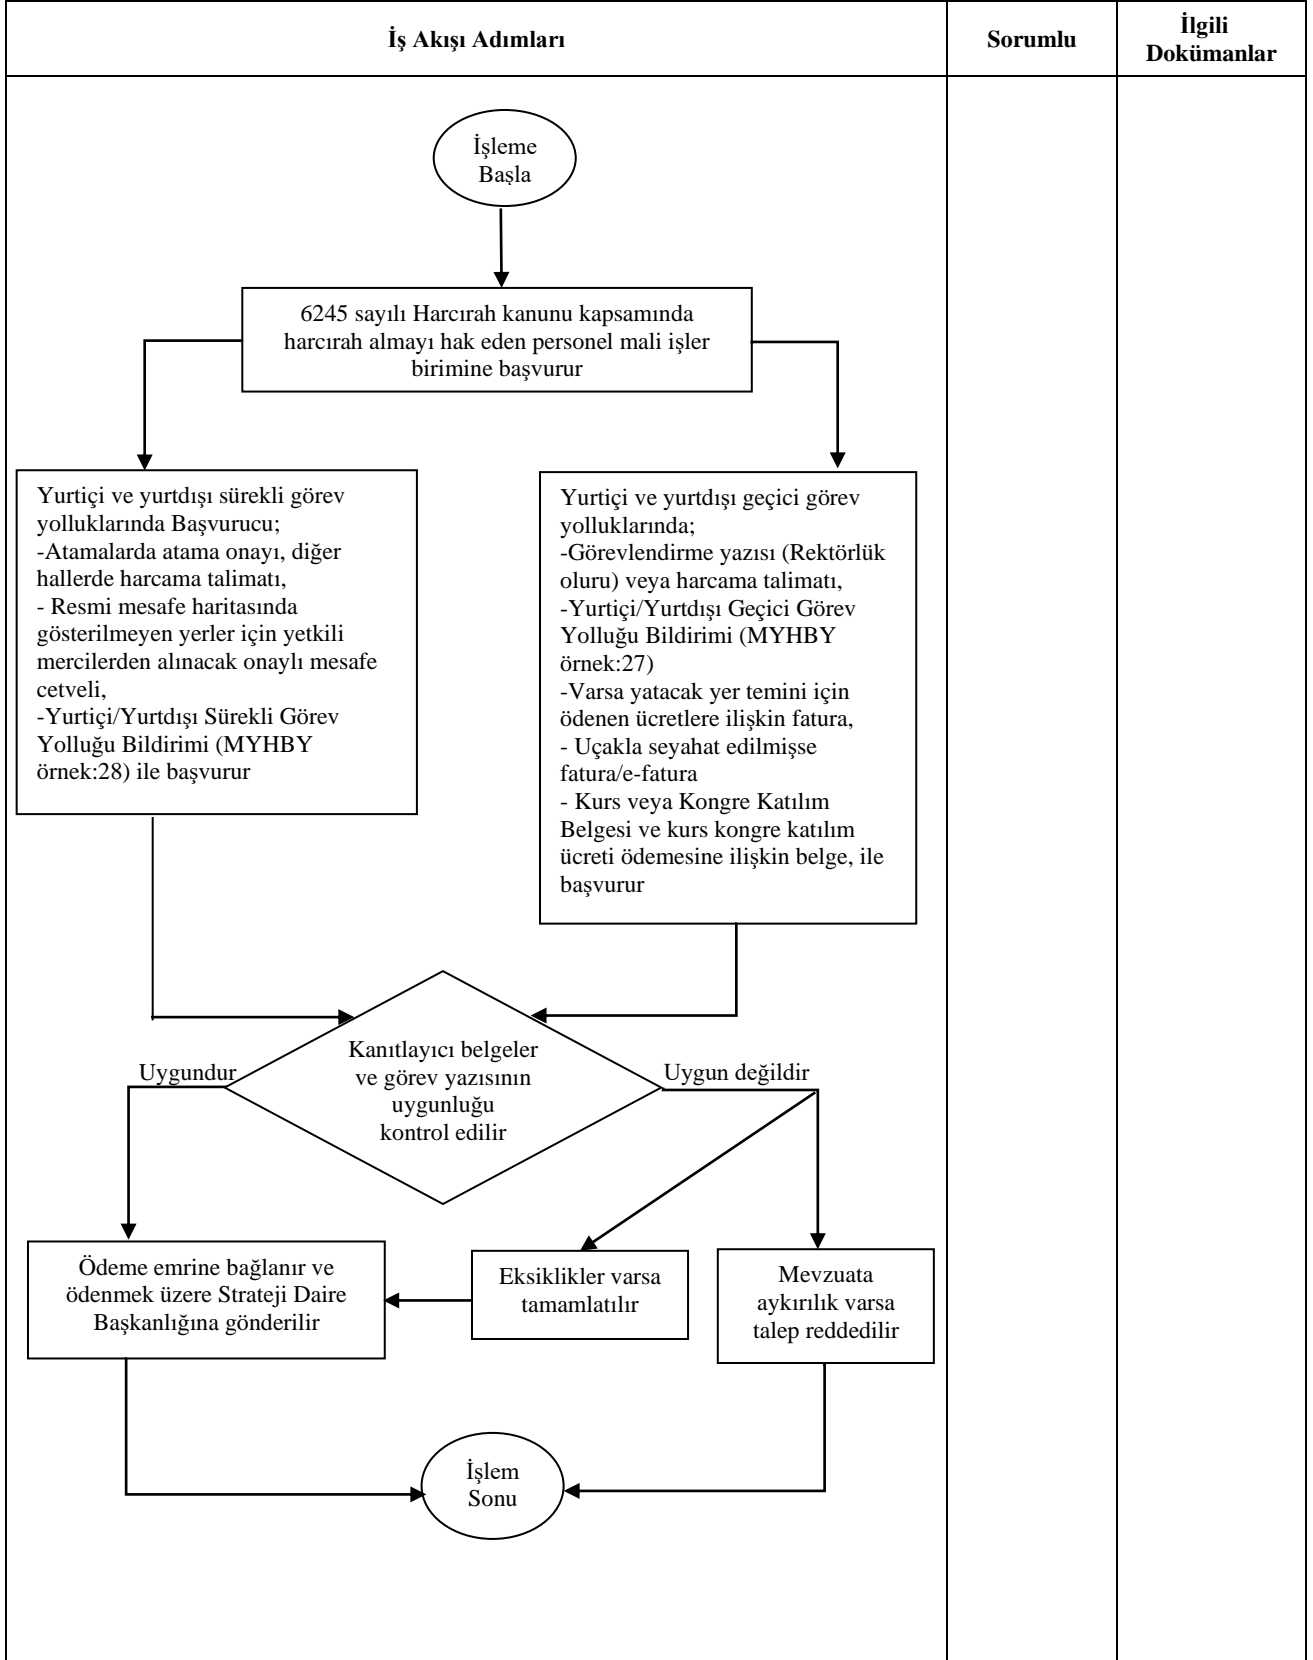 İş Akışı Adımları
Sorumlu
İlgili
Dokümanlar
İşleme
Başla
6245 sayılı Harcırah kanunu kapsamında
harcırah almayı hak eden personel mali işler
birimine başvurur
Yurtiçi ve yurtdışı sürekli görev
yolluklarında Başvurucu;
-Atamalarda atama onayı, diğer
hallerde harcama talimatı,
- Resmi mesafe haritasında
gösterilmeyen yerler için yetkili
mercilerden alınacak onaylı mesafe
cetveli,
-Yurtiçi/Yurtdışı Sürekli Görev
Yolluğu Bildirimi (MYHBY
örnek:28) ile başvurur
Yurtiçi ve yurtdışı geçici görev
yolluklarında;
-Görevlendirme yazısı (Rektörlük
oluru) veya harcama talimatı,
-Yurtiçi/Yurtdışı Geçici Görev
Yolluğu Bildirimi (MYHBY
örnek:27)
-Varsa yatacak yer temini için
ödenen ücretlere ilişkin fatura,
- Uçakla seyahat edilmişse
fatura/e-fatura
- Kurs veya Kongre Katılım
Belgesi ve kurs kongre katılım
ücreti ödemesine ilişkin belge, ile
başvurur
Kanıtlayıcı belgeler
ve görev yazısının
uygunluğu
kontrol edilir
Uygundur
Uygun değildir
Ödeme emrine bağlanır ve
ödenmek üzere Strateji Daire
Başkanlığına gönderilir
Eksiklikler varsa
tamamlatılır
Mevzuata
aykırılık varsa
talep reddedilir
İşlem
Sonu